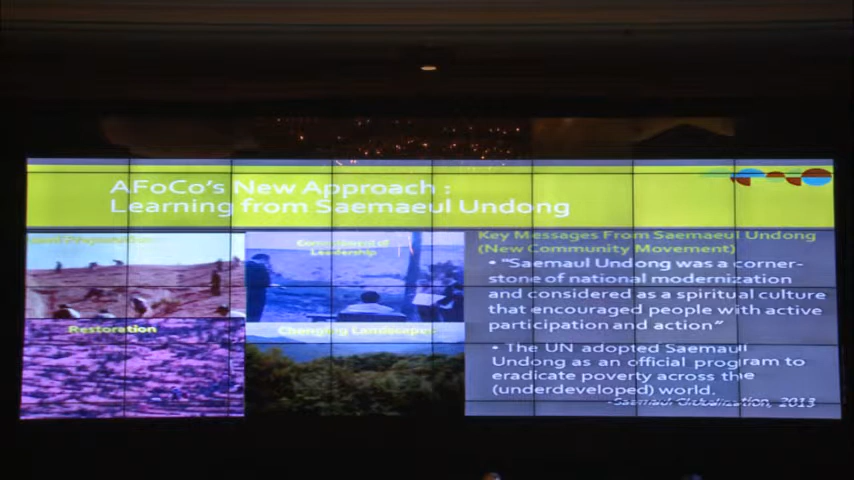 AFoCo's New Approach :
Learning from Saemaeul Undong
Commitment of
Leadership
Restoration
Changing Landscapes
Key Messages From Saemaeul Undong
(New Community Movement)
• "Saemaul Undong was a corner-
stone of national modernization
and considered as a spiritual culture
that encouraged people with active
participation and action"
• The UN adopted Saemaul
Undong as an official program to
eradicate poverty across the
(underdeveloped) world.
-Saemaul Globalization, 2013